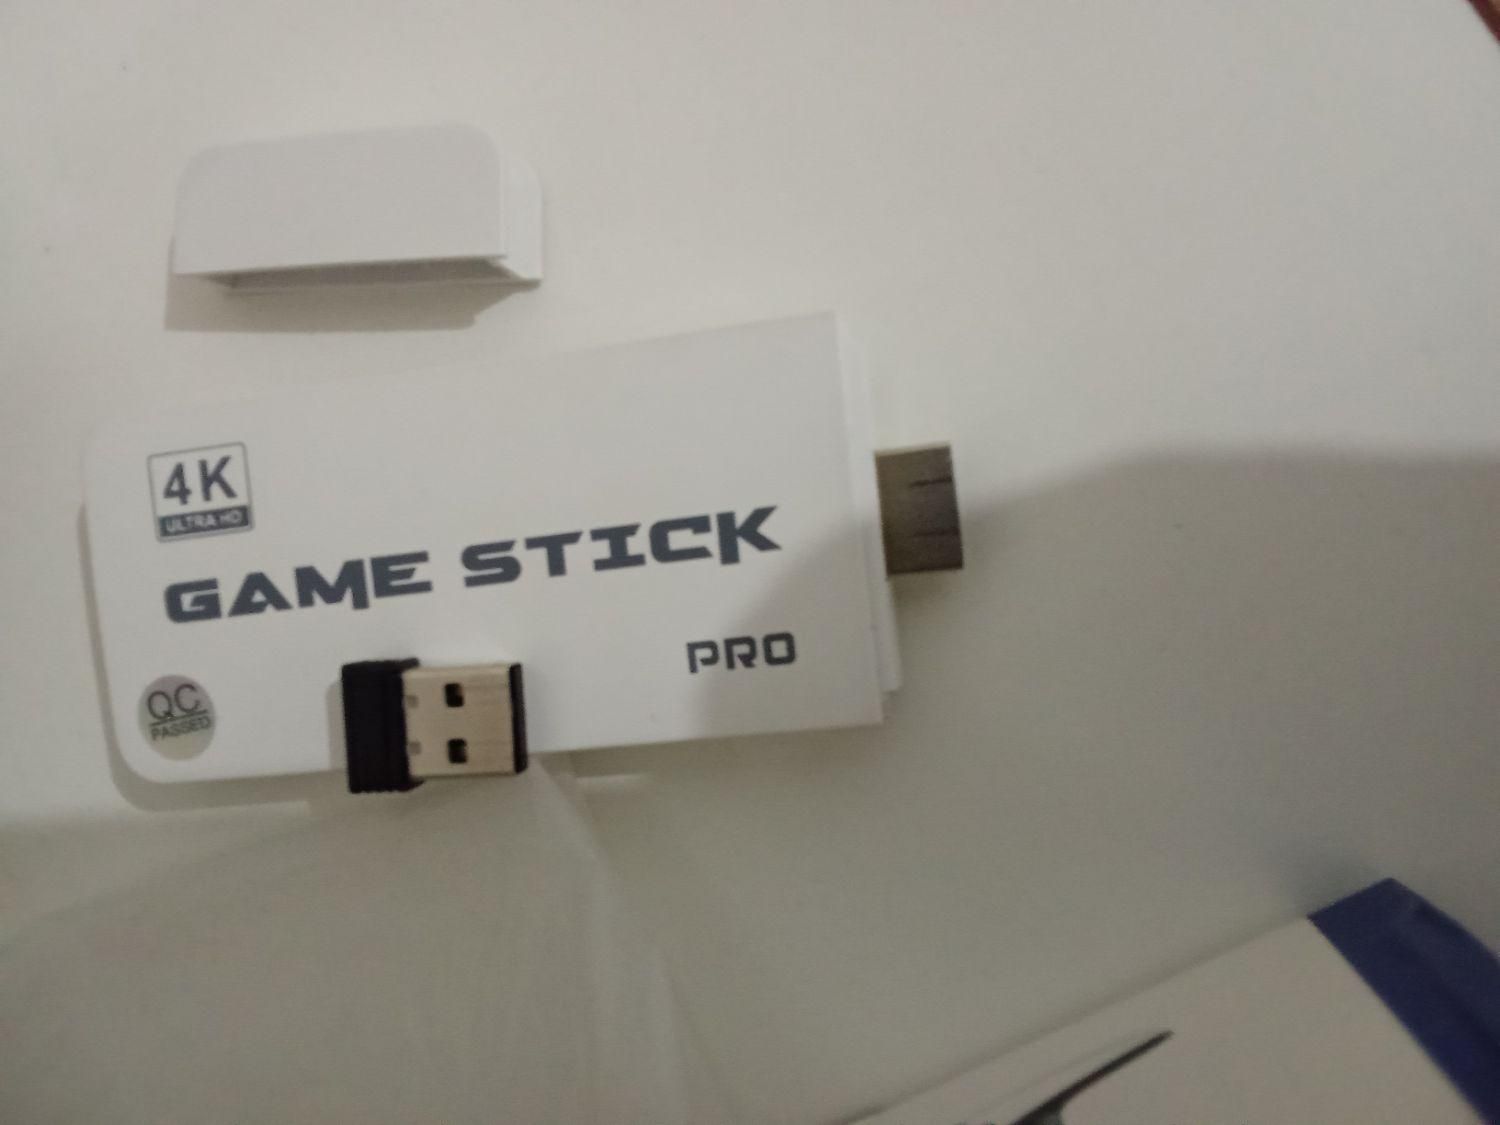 4K
ULTRA HD
GAME STICK
PRO
QC
PASSED